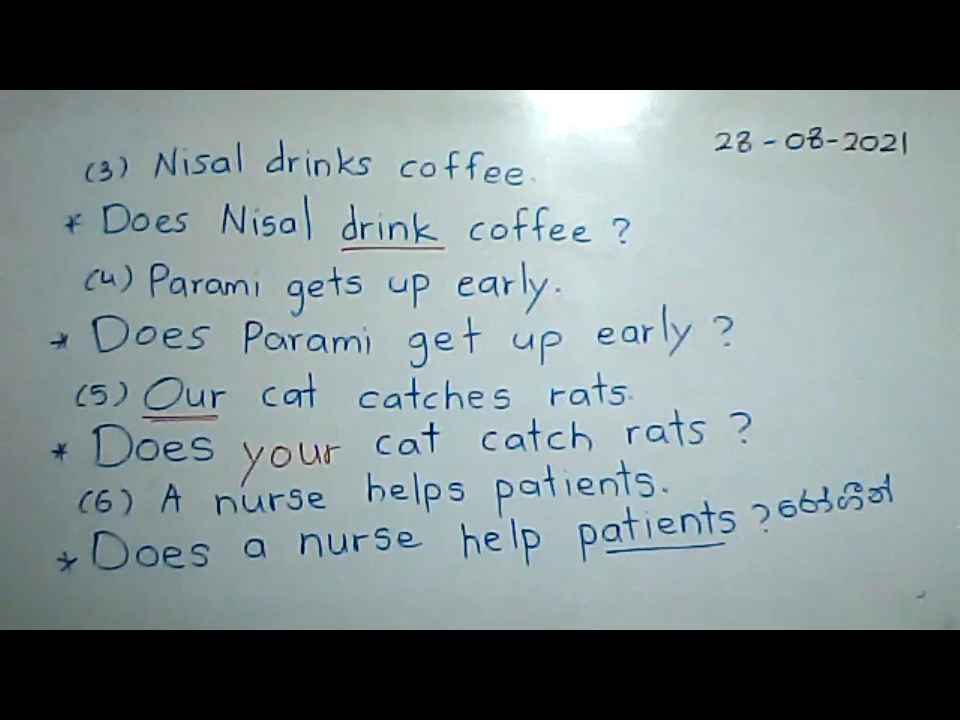 28-08-2021
(3) Nisal drinks coffee.
* Does Nisal drink coffee ?
(4) Parami gets up early.
* Does Parami get up early ?
(5) Our cat catches rats.
* Does your cat catch rats ?
(6) A nurse helps patients.
* Does a nurse help patients ? රෝගීන්